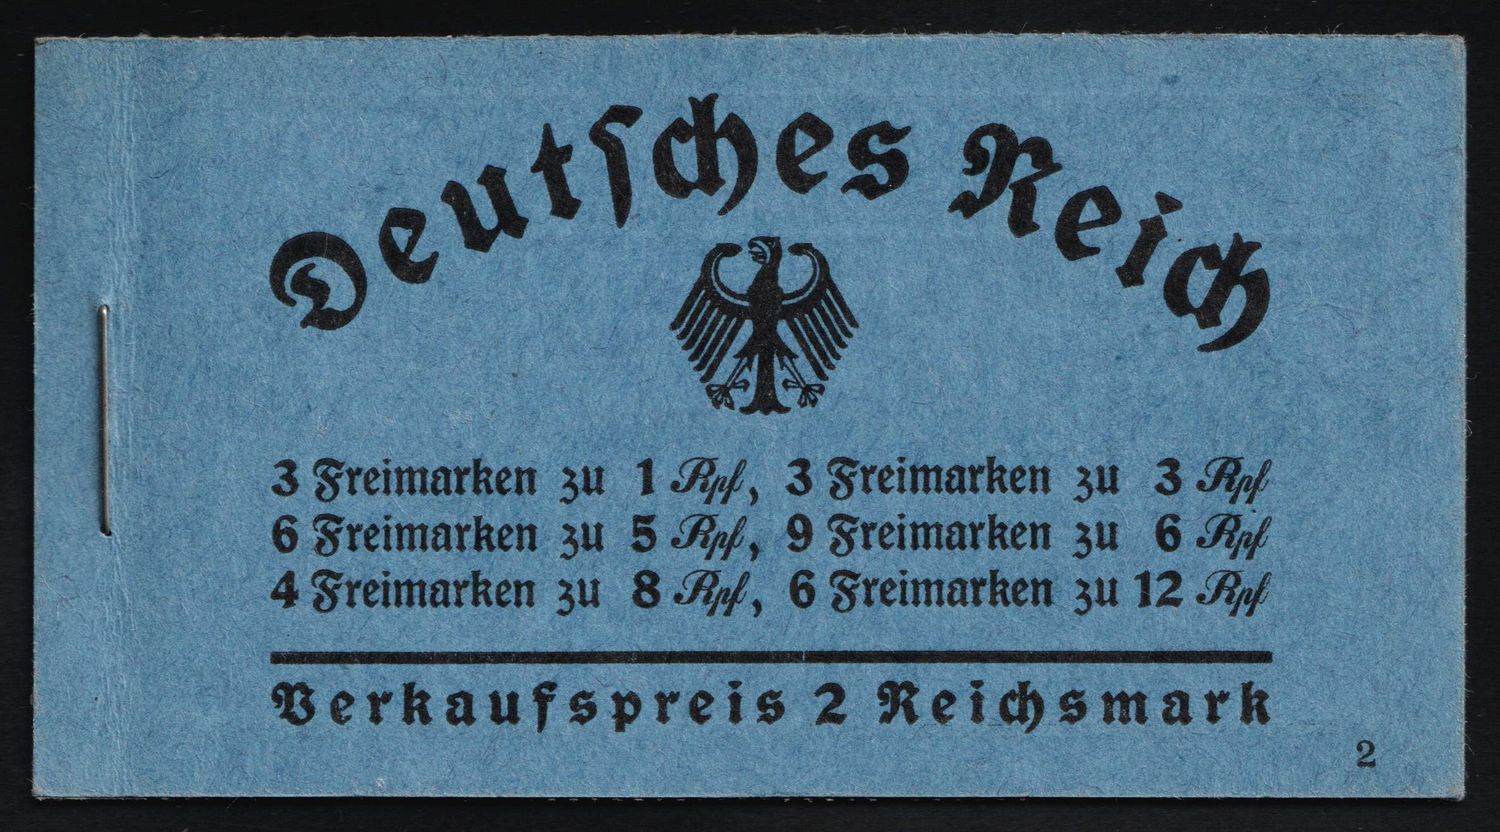 Deutsches Reich
3 Freimarken zu 1 Rpf, 3 Freimarken zu 3 Rpf
6 Freimarken zu 5 Rpf, 9 Freimarken zu 6 Rpf
4 Freimarken zu 8 Rpf, 6 Freimarken zu 12 Rpf
Verkaufspreis 2 Reichsmark
2